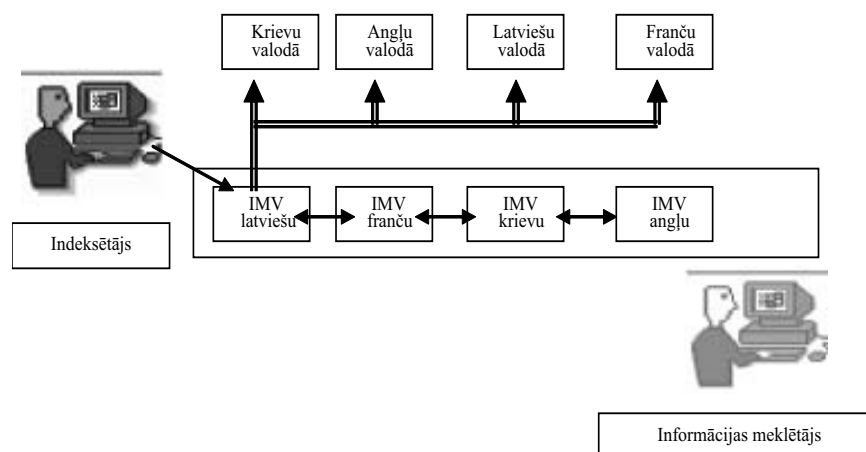 Krievu
valodā
Angļu
valodā
Latviešu
valodā
Franču
valodā
IMV
latviešu
IMV
franču
IMV
krievu
IMV
angļu
Indeksētājs
Informācijas meklētājs